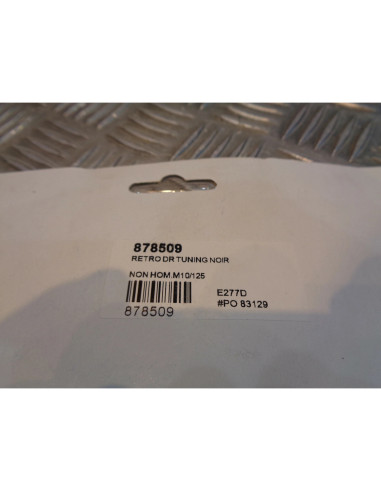 878509
RETRO DR TUNING NOIR
NON HOM.M10/125
E277D
878509
#PO 83129